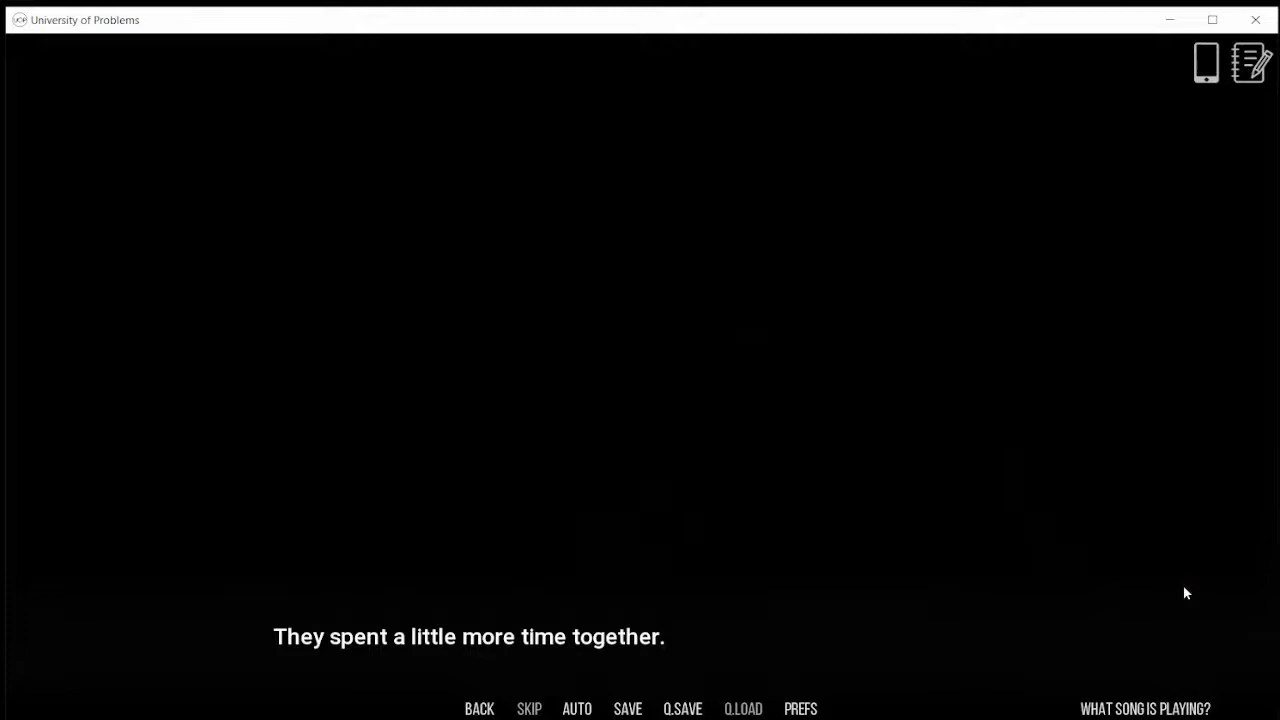 University of Problems
They spent a little more time together.
BACK SKIP AUTO SAVE Q.SAVE Q.LOAD PREFS
WHAT SONG IS PLAYING?